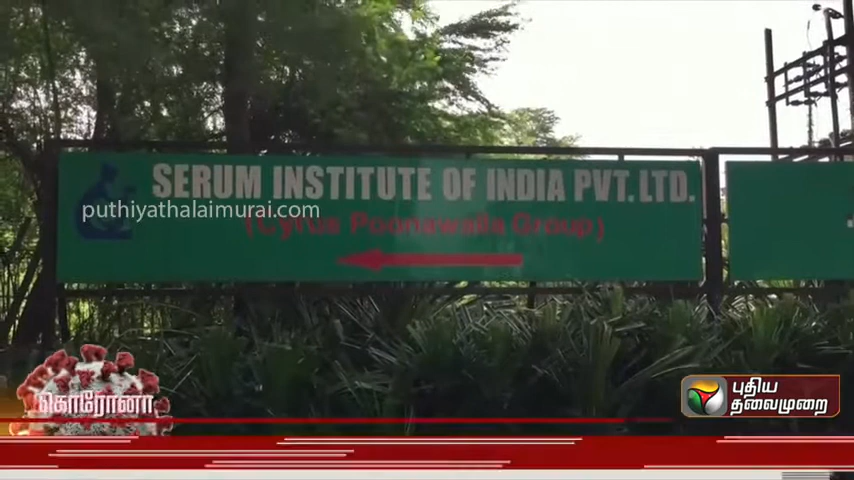 SERUM INSTITUTE OF INDIA PVT. LTD.
puthiyathalaimurai.com
(Cyrus Poonawalla Group)
கொரோனா
புதிய
தலைமுறை